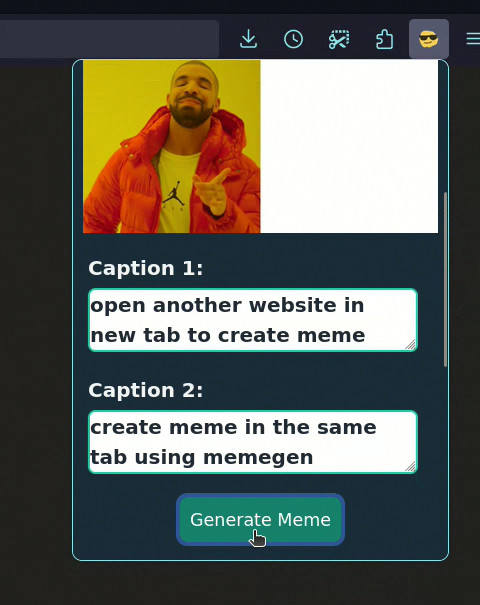 Caption 1:
open another website in
new tab to create meme
Caption 2:
create meme in the same
tab using memegen
Generate Meme